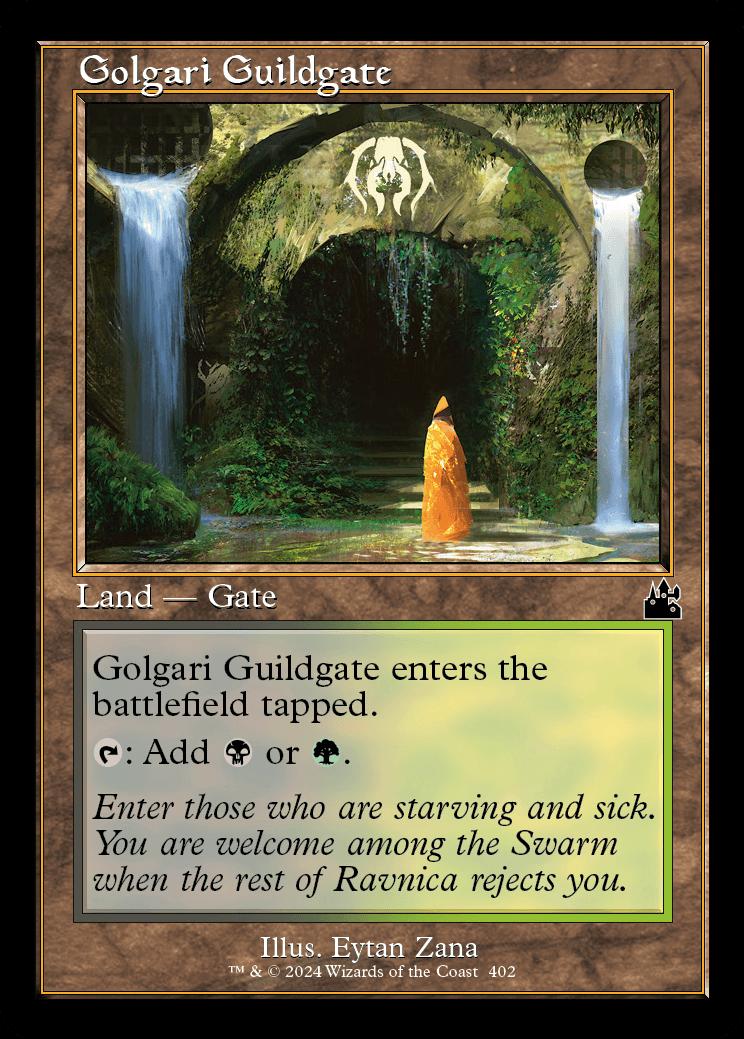 Golgari Guildgate
Land — Gate
Golgari Guildgate enters the
battlefield tapped.
: Add or .
Enter those who are starving and sick.
You are welcome among the Swarm
when the rest of Ravnica rejects you.
Illus. Eytan Zana
™ & © 2024 Wizards of the Coast 402